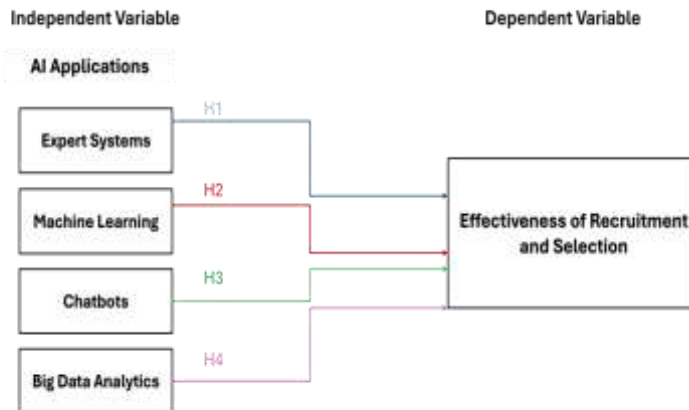 Independent Variable
Dependent Variable
AI Applications
H1
Expert Systems
H2
Machine Learning
Effectiveness of Recruitment
and Selection
H3
Chatbots
H4
Big Data Analytics